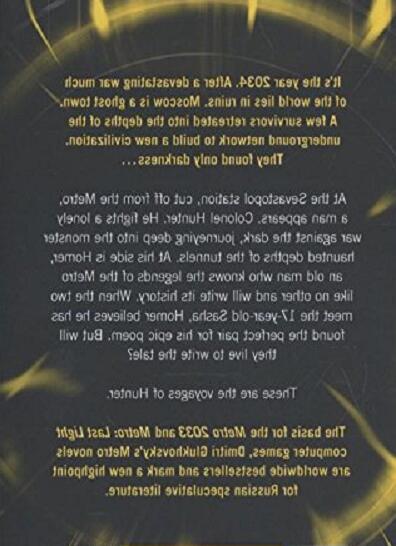 It's the year 2034. After a devastating war much
of the world lies in ruins. Moscow is a ghost town.
A few survivors retreated into the depths of the
underground network to build a new civilization.
They found only darkness...
At the Sevastopol station, cut off from the Metro,
a man appears. Colonel Hunter. He fights a lonely
war against the dark, journeying deep into the monster
haunted depths of the tunnels. At his side is Homer,
an old man who knows the legends of the Metro
like no other and will write its history. When the two
meet the 17-year-old Sasha, Homer believes he has
found the perfect pair for his epic poem. But will
they live to write the tale?
These are the voyages of Hunter.
The basis for the Metro 2033 and Metro: Last Light
computer games, Dmitri Glukhovsky's Metro novels
are worldwide bestsellers and mark a new highpoint
for Russian speculative literature.